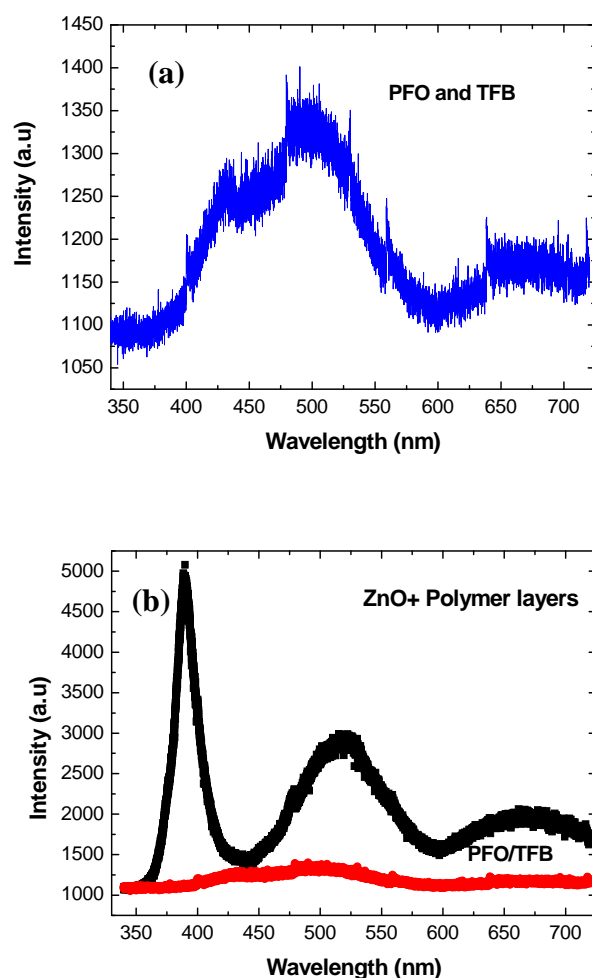 1450
(a)
PFO and TFB
1400
1350
1300
1250
1200
1150
1100
1050
Intensity (a.u)
350 400 450 500 550 600 650 700
Wavelength (nm)
(b)
ZnO+ Polymer layers
5000
4500
4000
3500
3000
2500
2000
1500
1000
Intensity (a.u)
PFO/TFB
350 400 450 500 550 600 650 700
Wavelength (nm)